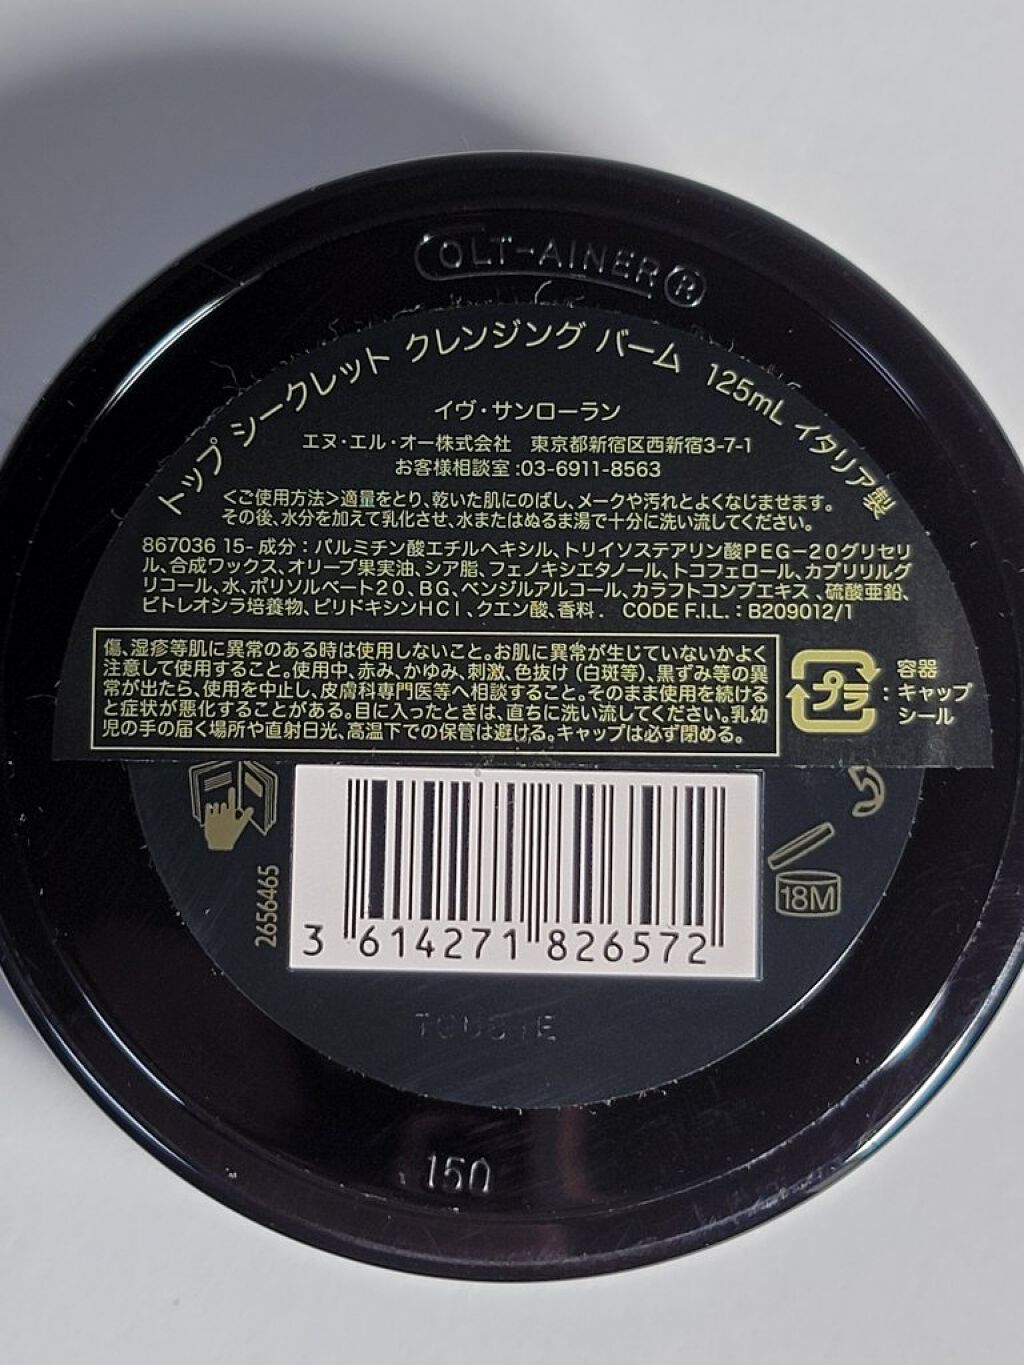 OLT-AINER®
トップ シークレット クレンジング バーム 125mL イタリア製
イヴ・サンローラン
エヌ・エル・オー株式会社 東京都新宿区西新宿3-7-1
お客様相談室:03-6911-8563
<ご使用方法>適量をとり、乾いた肌にのばし、メークや汚れとよくなじませます。
その後、水分を加えて乳化させ、水またはぬるま湯で十分に洗い流してください。
867036 15- 成分:パルミチン酸エチルヘキシル、トリイソステアリン酸PEG-20グリセリ
ル、合成ワックス、オリーブ果実油、シア脂、フェノキシエタノール、トコフェロール、カプリリルグ
リコール、水、ポリソルベート20、BG、ベンジルアルコール、カラフトコンブエキス、硫酸亜鉛、
ビトレオシラ培養物、ピリドキシンHCl、クエン酸、香料. CODE F.I.L. : B209012/1
傷、湿疹等肌に異常のある時は使用しないこと。お肌に異常が生じていないかよく
注意して使用すること。使用中、赤み、かゆみ、刺激、色抜け(白斑等)、黒ずみ等の異
常が出たら、使用を中止し、皮膚科専門医等へ相談すること。そのまま使用を続ける
と症状が悪化することがある。目に入ったときは、直ちに洗い流してください。乳幼
児の手の届く場所や直射日光、高温下での保管は避ける。キャップは必ず閉める。
プラ
容器
:キャップ
シール
18M
2656465
3 614271 826572
150